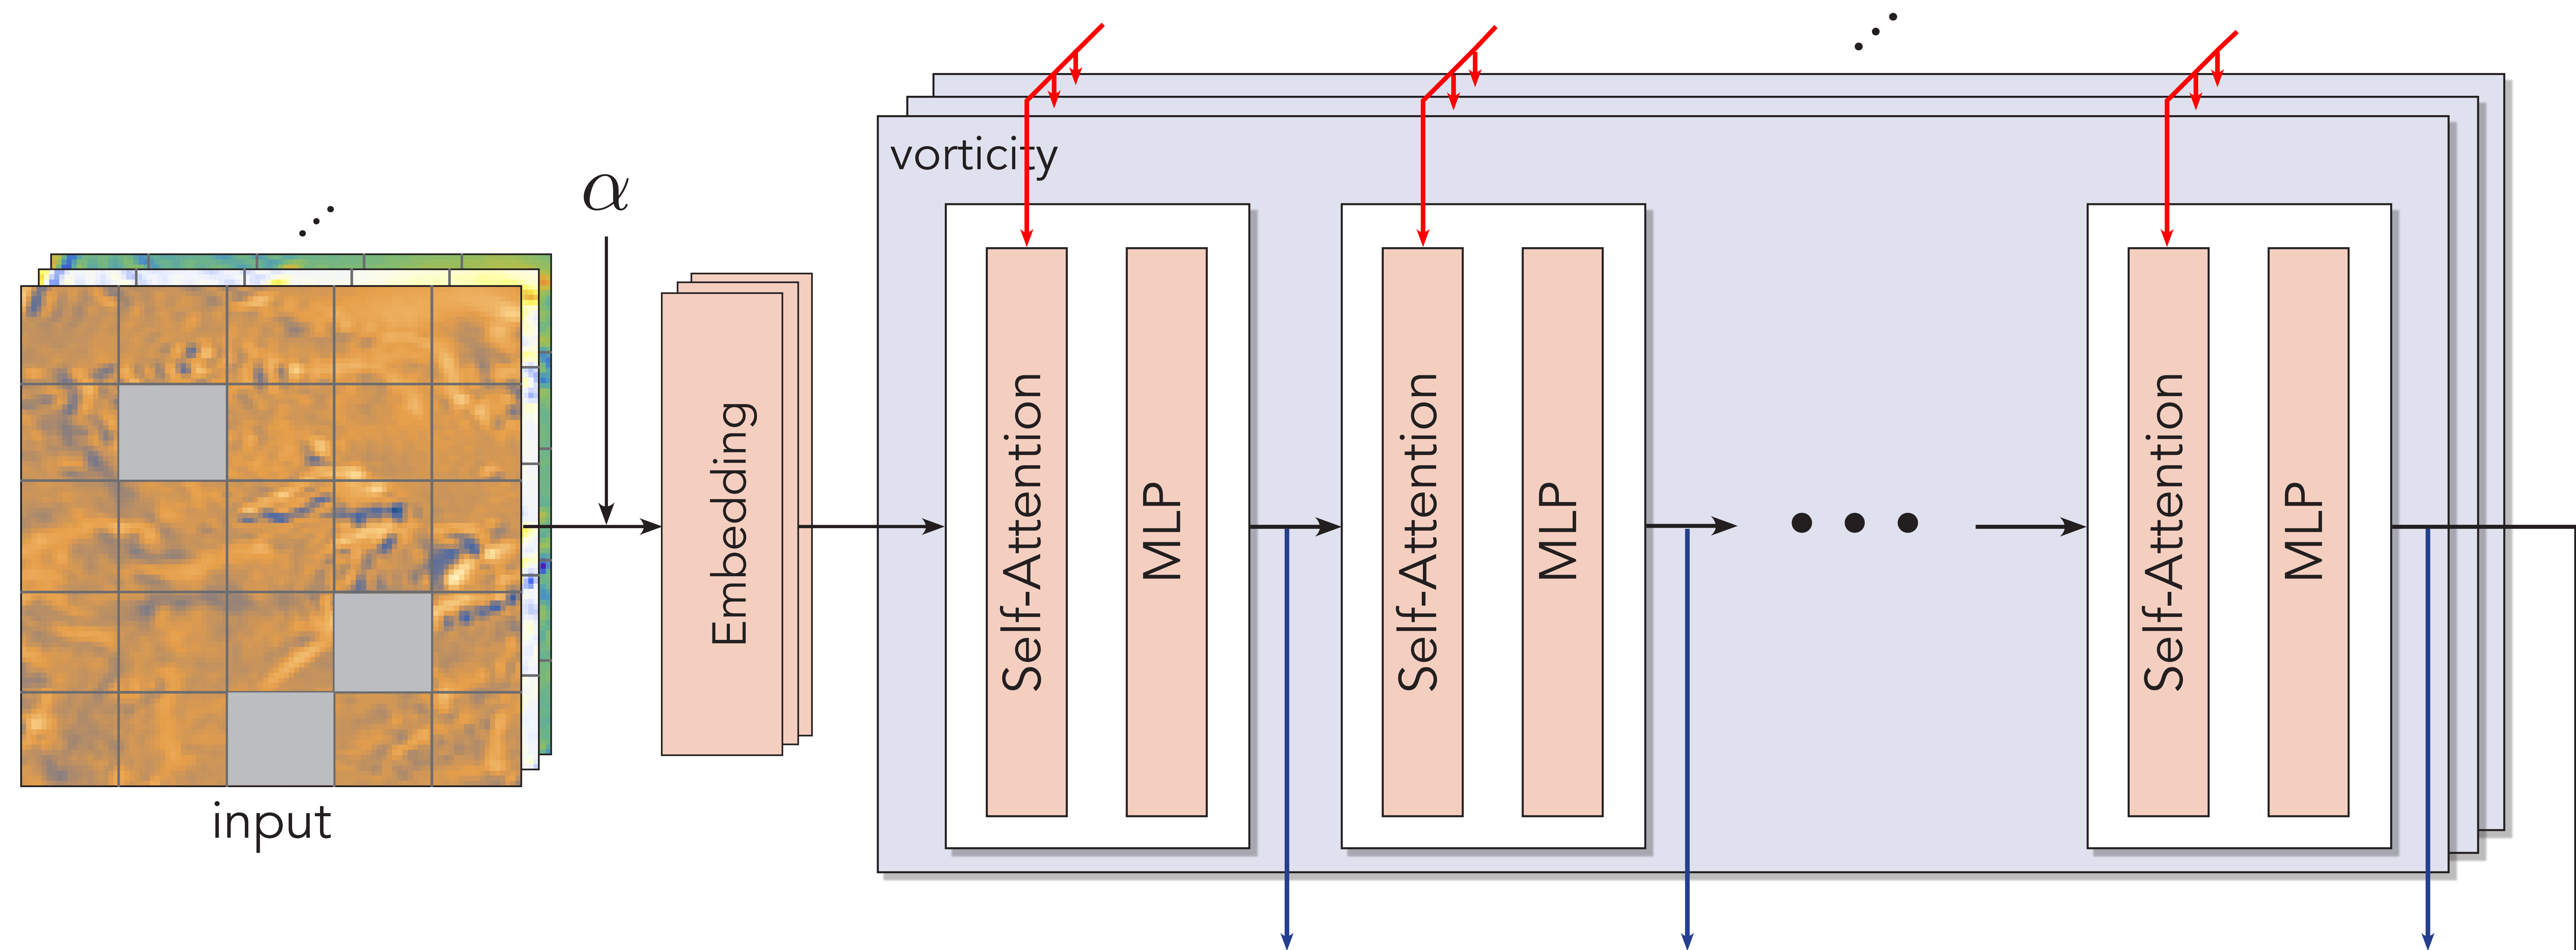 α
vorticity
input
Embedding
Self-Attention
MLP
Self-Attention
MLP
Self-Attention
MLP